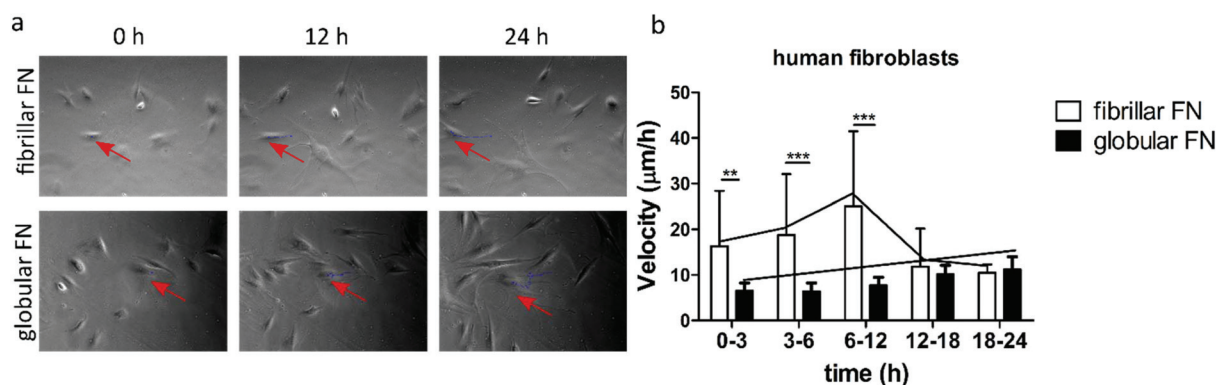 a
0 h
12 h
24 h
fibrillar FN
globular FN
b
human fibroblasts
Velocity (μm/h)
50
40
30
20
10
0
**
***
***
0-3
3-6
6-12
12-18
18-24
time (h)
fibrillar FN
globular FN